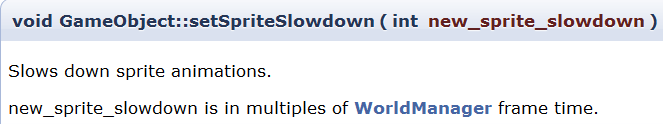 void GameObject::setSpriteSlowdown ( int new_sprite_slowdown )
Slows down sprite animations.
new_sprite_slowdown is in multiples of WorldManager frame time.